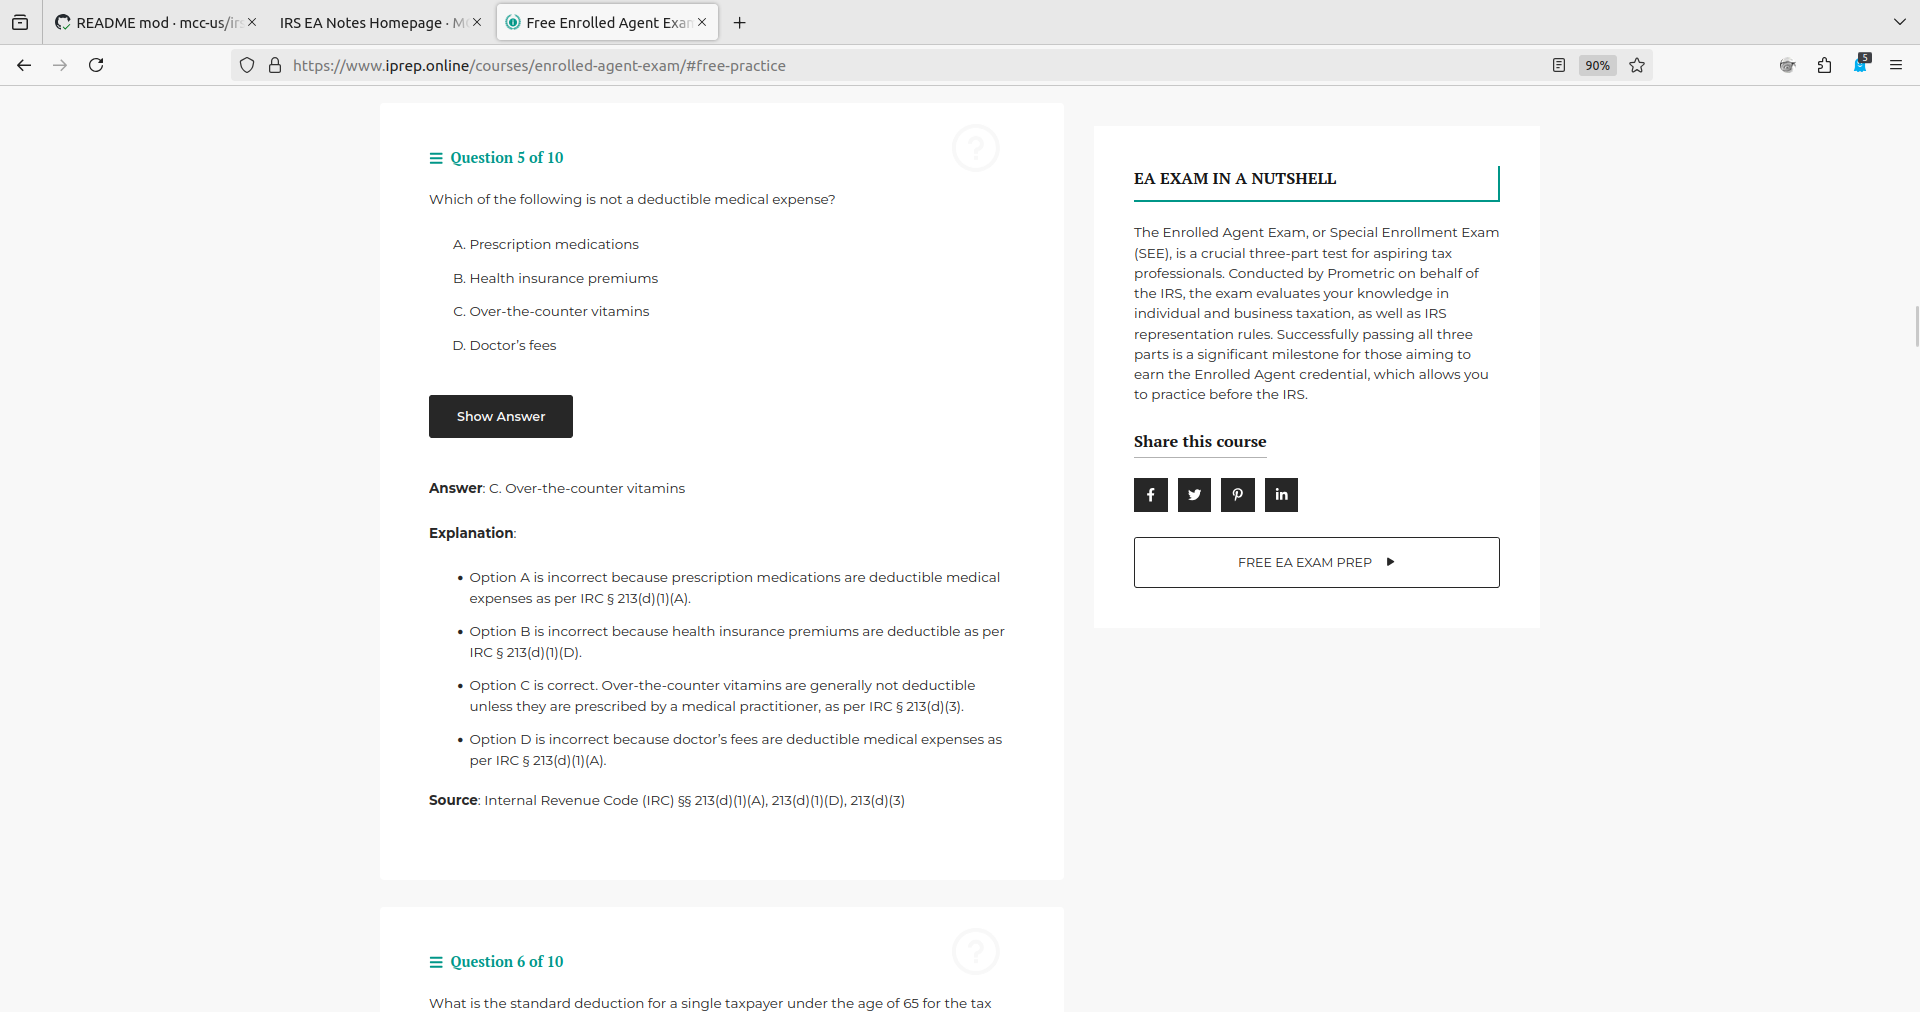 README mod · mcc-us/irs
IRS EA Notes Homepage · MC
Free Enrolled Agent Exam
https://www.iprep.online/courses/enrolled-agent-exam/#free-practice
90%
5
Question 5 of 10
Which of the following is not a deductible medical expense?
A. Prescription medications
B. Health insurance premiums
C. Over-the-counter vitamins
D. Doctor’s fees
Show Answer
Answer: C. Over-the-counter vitamins
Explanation:
• Option A is incorrect because prescription medications are deductible medical
expenses as per IRC § 213(d)(1)(A).
• Option B is incorrect because health insurance premiums are deductible as per
IRC § 213(d)(1)(D).
• Option C is correct. Over-the-counter vitamins are generally not deductible
unless they are prescribed by a medical practitioner, as per IRC § 213(d)(3).
• Option D is incorrect because doctor’s fees are deductible medical expenses as
per IRC § 213(d)(1)(A).
Source: Internal Revenue Code (IRC) §§ 213(d)(1)(A), 213(d)(1)(D), 213(d)(3)
Question 6 of 10
What is the standard deduction for a single taxpayer under the age of 65 for the tax
EA EXAM IN A NUTSHELL
The Enrolled Agent Exam, or Special Enrollment Exam
(SEE), is a crucial three-part test for aspiring tax
professionals. Conducted by Prometric on behalf of
the IRS, the exam evaluates your knowledge in
individual and business taxation, as well as IRS
representation rules. Successfully passing all three
parts is a significant milestone for those aiming to
earn the Enrolled Agent credential, which allows you
to practice before the IRS.
Share this course
FREE EA EXAM PREP